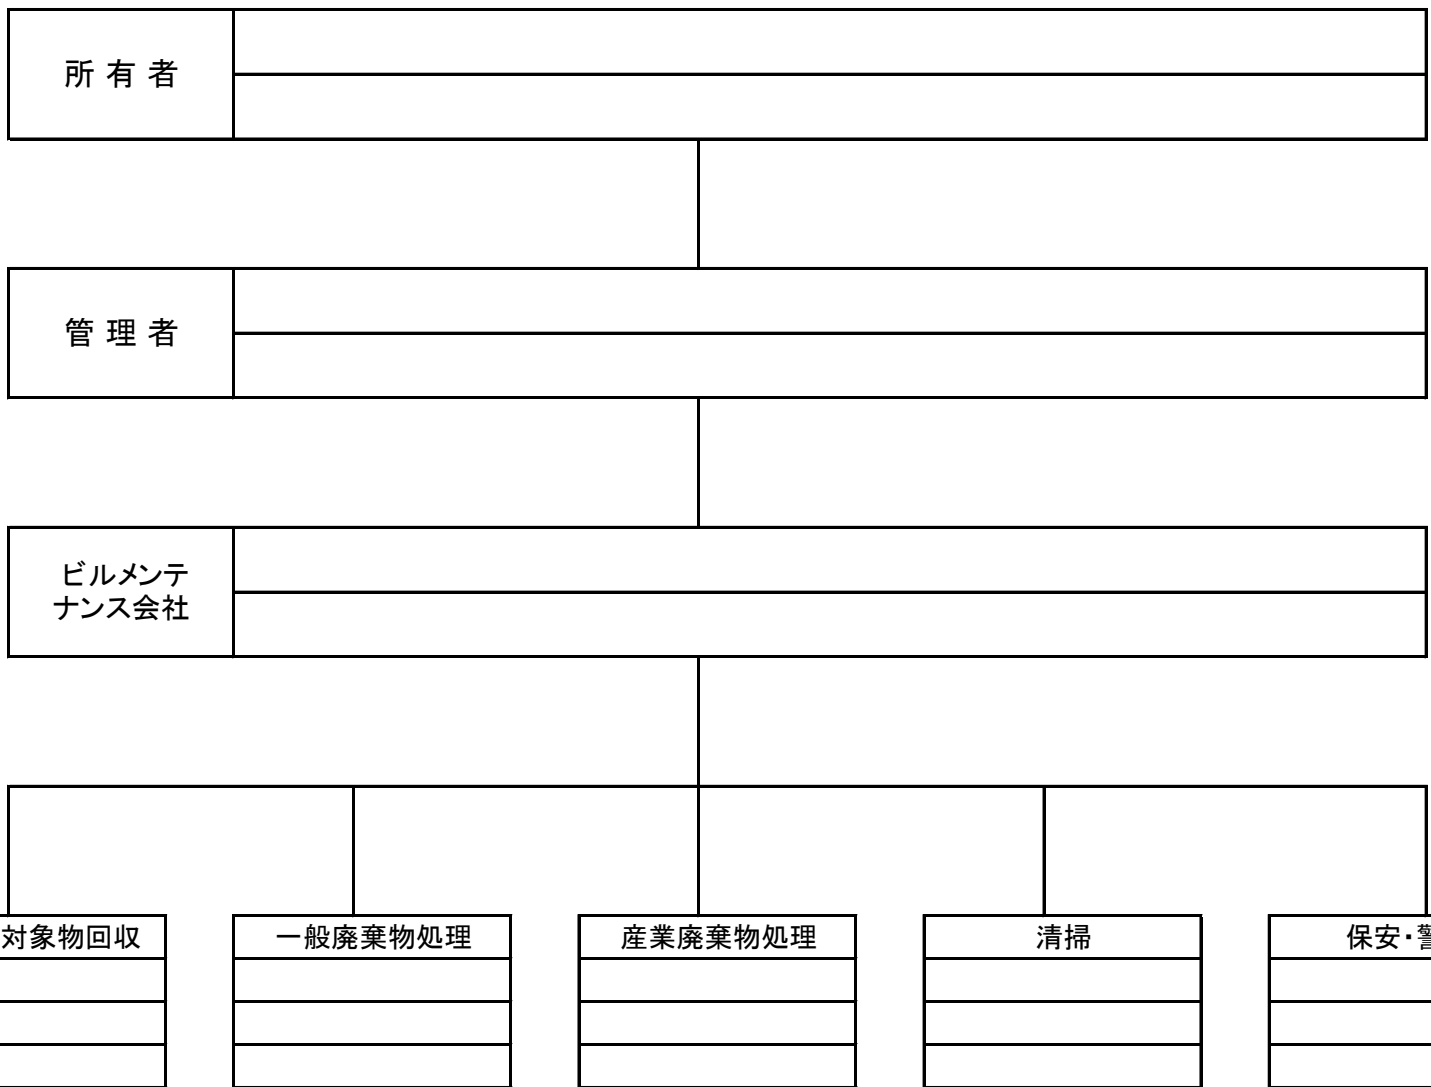 所有者
管理者
ビルメンテ
ナンス会社
対象物回収
一般廃棄物処理
産業廃棄物処理
清掃
保安・警